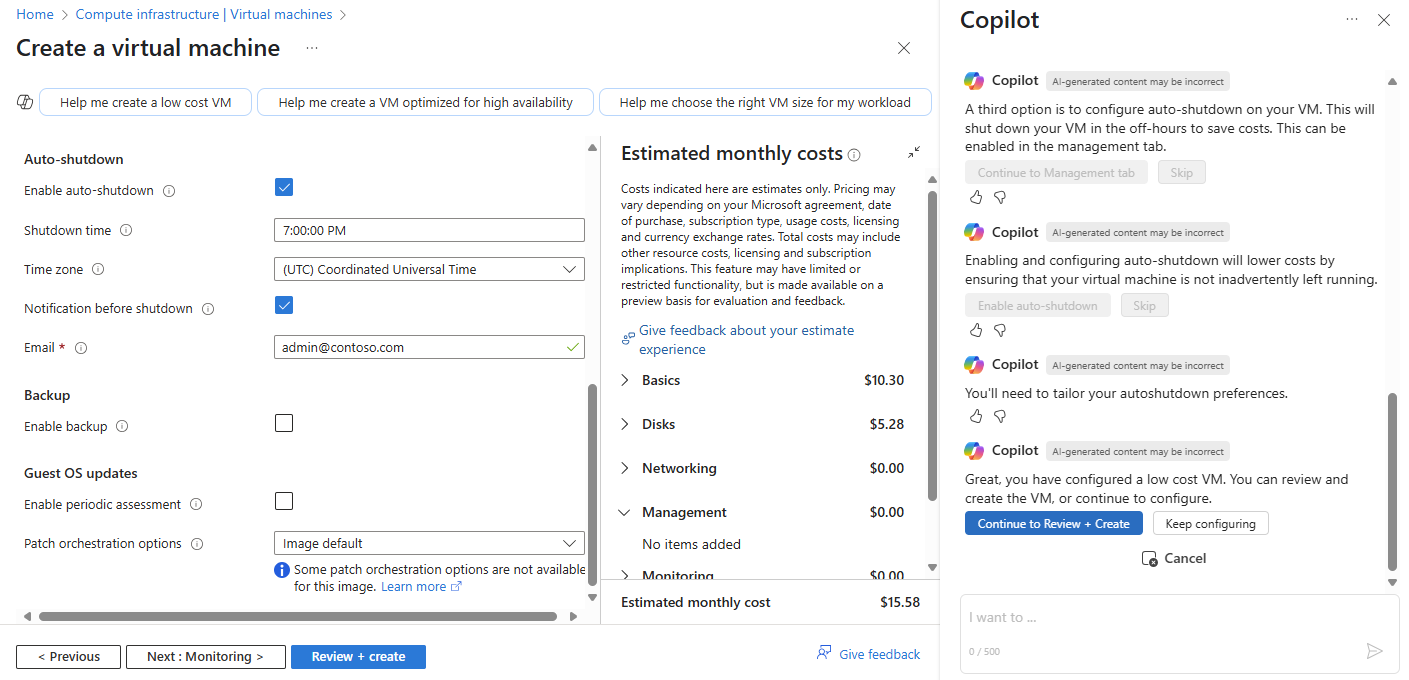 Home > Compute infrastructure | Virtual machines >
Create a virtual machine ...
Help me create a low cost VM
Help me create a VM optimized for high availability
Help me choose the right VM size for my workload
Auto-shutdown
Enable auto-shutdown
Shutdown time
7:00:00 PM
Time zone
(UTC) Coordinated Universal Time
Notification before shutdown
Email *
admin@contoso.com
Backup
Enable backup
Guest OS updates
Enable periodic assessment
Patch orchestration options
Image default
Some patch orchestration options are not available
for this image. Learn more
Estimated monthly costs
Costs indicated here are estimates only. Pricing may
vary depending on your Microsoft agreement, date
of purchase, subscription type, usage costs, licensing
and currency exchange rates. Total costs may include
other resource costs, licensing and subscription
implications. This feature may have limited or
restricted functionality, but is made available on a
preview basis for evaluation and feedback.
Give feedback about your estimate
experience
Basics $10.30
Disks $5.28
Networking $0.00
Management $0.00
No items added
Monitoring $0.00
Estimated monthly cost $15.58
< Previous
Next : Monitoring >
Review + create
Give feedback
Copilot ...
Copilot AI-generated content may be incorrect
A third option is to configure auto-shutdown on your VM. This will
shut down your VM in the off-hours to save costs. This can be
enabled in the management tab.
Continue to Management tab Skip
Copilot AI-generated content may be incorrect
Enabling and configuring auto-shutdown will lower costs by
ensuring that your virtual machine is not inadvertently left running.
Enable auto-shutdown Skip
Copilot AI-generated content may be incorrect
You'll need to tailor your autoshutdown preferences.
Copilot AI-generated content may be incorrect
Great, you have configured a low cost VM. You can review and
create the VM, or continue to configure.
Continue to Review + Create Keep configuring
Cancel
I want to ...
0 / 500